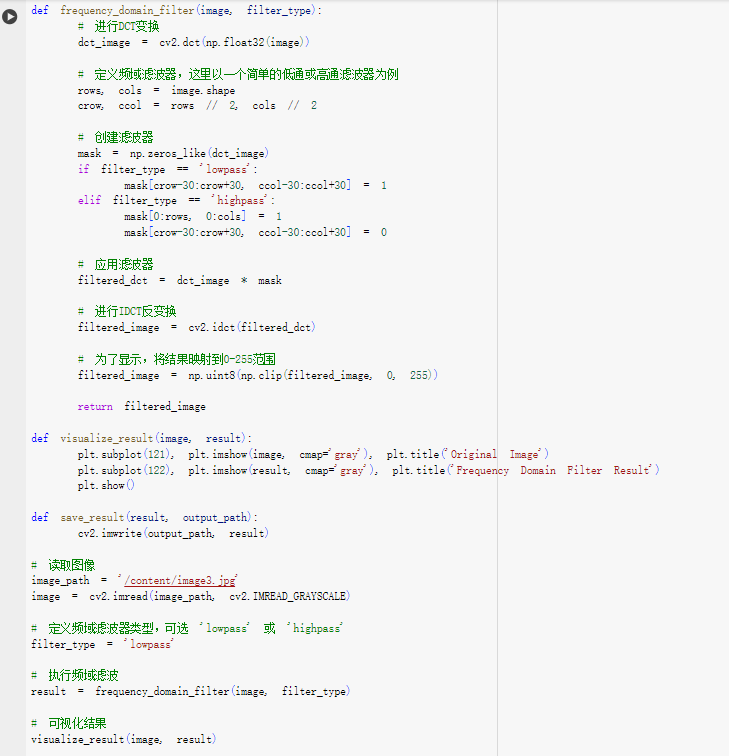 def frequency_domain_filter(image, filter_type):
# 进行DCT变换
dct_image = cv2.dct(np.float32(image))
# 定义频域滤波器，这里以一个简单的低通或高通滤波器为例
rows, cols = image.shape
crow, ccol = rows // 2, cols // 2
# 创建滤波器
mask = np.zeros_like(dct_image)
if filter_type == 'lowpass':
mask[crow-30:crow+30, ccol-30:ccol+30] = 1
elif filter_type == 'highpass':
mask[0:rows, 0:cols] = 1
mask[crow-30:crow+30, ccol-30:ccol+30] = 0
# 应用滤波器
filtered_dct = dct_image * mask
# 进行IDCT反变换
filtered_image = cv2.idct(filtered_dct)
# 为了显示，将结果映射到0-255范围
filtered_image = np.uint8(np.clip(filtered_image, 0, 255))
return filtered_image
def visualize_result(image, result):
plt.subplot(121), plt.imshow(image, cmap='gray'), plt.title('Original Image')
plt.subplot(122), plt.imshow(result, cmap='gray'), plt.title('Frequency Domain Filter Result')
plt.show()
def save_result(result, output_path):
cv2.imwrite(output_path, result)
# 读取图像
image_path = '/content/image3.jpg'
image = cv2.imread(image_path, cv2.IMREAD_GRAYSCALE)
# 定义频域滤波器类型，可选 'lowpass' 或 'highpass'
filter_type = 'lowpass'
# 执行频域滤波
result = frequency_domain_filter(image, filter_type)
# 可视化结果
visualize_result(image, result)